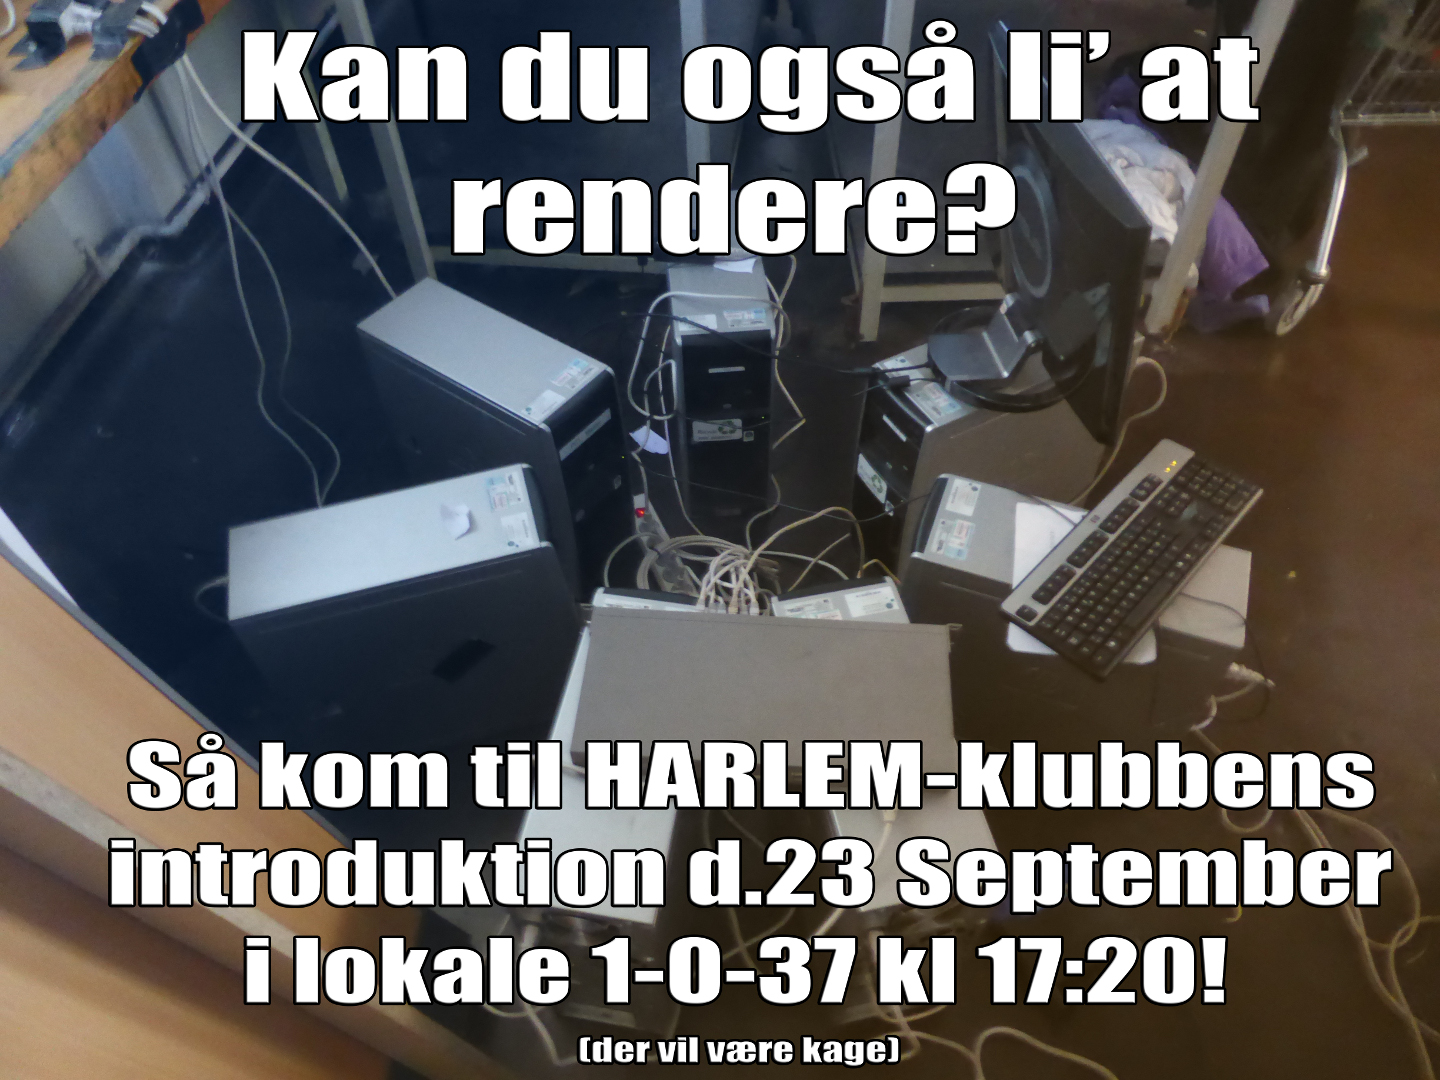 Kan du også li’ at
rendere?
Så kom til HARLEM-klubbens
introduktion d.23 September
i lokale 1-0-37 kl 17:20!
(der vil være kage)